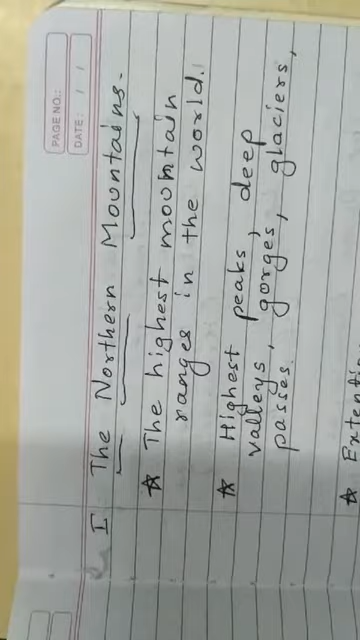 PAGE NO.:
DATE: / /
I The Northern Mountains.
☆ The highest mountain
ranges in the world.
☆ Highest peaks, deep
valleys, gorges, glaciers,
passes.
☆